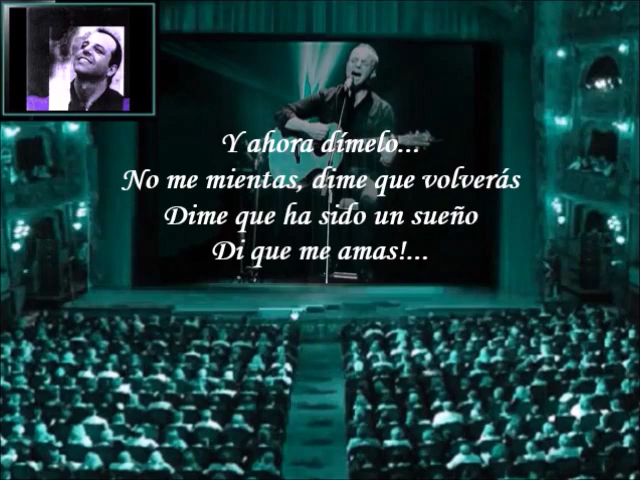 Y ahora dímelo...
No me mientas, dime que volverás
Dime que ha sido un sueño
Di que me amas!...